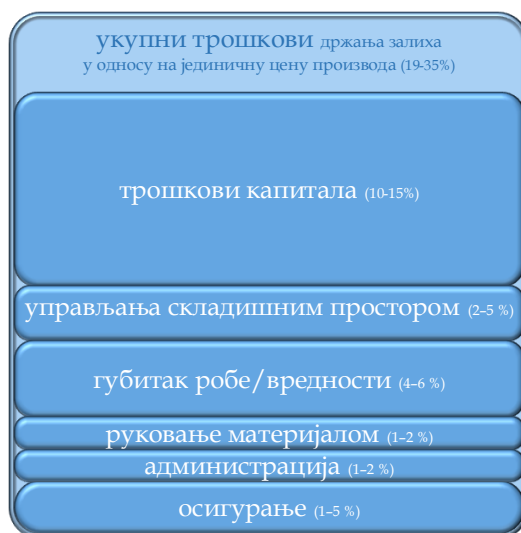 укупни трошкови држања залиха
у односу на јединичну цену производа (19-35%)
трошкови капитала (10-15%)
управљања складишним простором (2–5 %)
губитак робе/вредности (4–6 %)
руковање материјалом (1–2 %)
администрација (1–2 %)
осигурање (1–5 %)